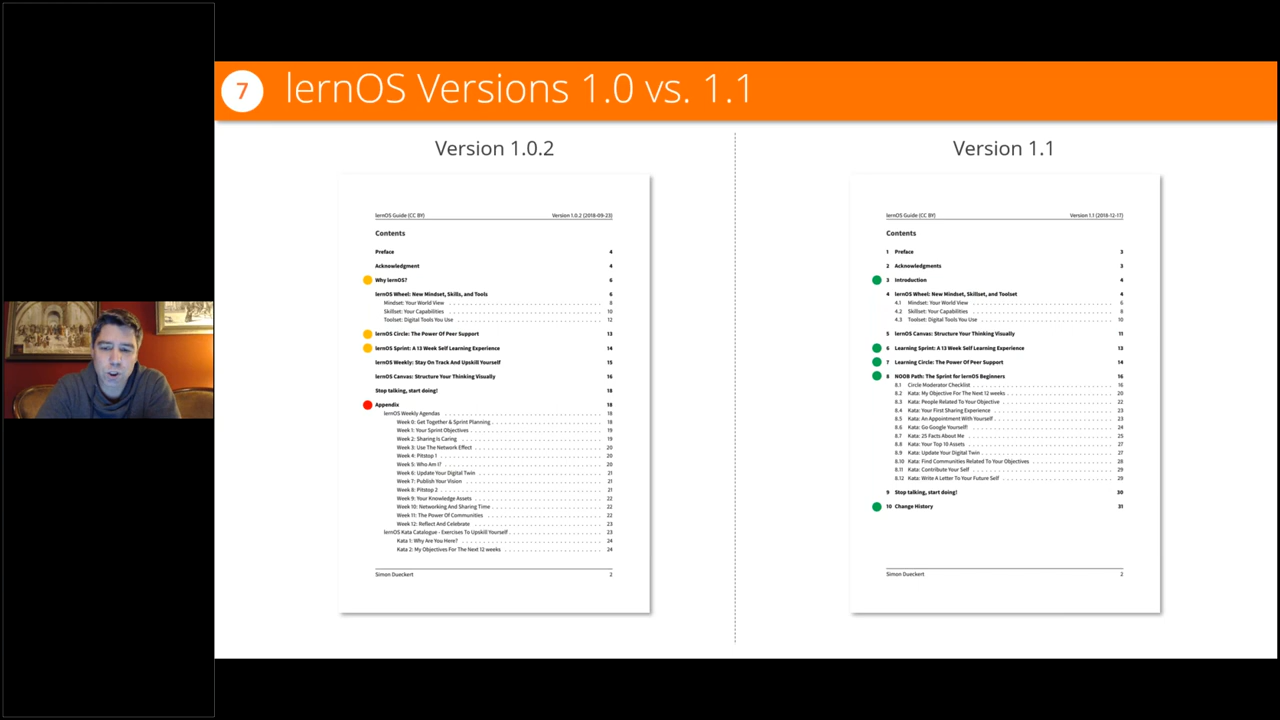 7
lernOS Versions 1.0 vs. 1.1
Version 1.0.2
lernOS Guide (CC BY) Version 1.0.2 (2018-09-23)
Contents
Preface 4
Acknowledgment 4
Why lernOS? 6
lernOS Wheel: New Mindset, Skills, and Tools 6
Mindset: Your World View 8
Skillset: Your Capabilities 10
Toolset: Digital Tools You Use 12
lernOS Circle: The Power Of Peer Support 13
lernOS Sprint: A 13 Week Self Learning Experience 14
lernOS Weekly: Stay On Track And Upskill Yourself 15
lernOS Canvas: Structure Your Thinking Visually 16
Stop talking, start doing! 18
Appendix 18
lernOS Weekly Agendas 18
Week 0: Get Together & Sprint Planning 18
Week 1: Your Sprint Objectives 19
Week 2: Sharing Is Caring 19
Week 3: Use The Network Effect 20
Week 4: Pitstop 1 20
Week 5: Who Am I? 20
Week 6: Update Your Digital Twin 21
Week 7: Publish Your Vision 21
Week 8: Pitstop 2 21
Week 9: Your Knowledge Assets 22
Week 10: Networking And Sharing Time 22
Week 11: The Power Of Communities 22
Week 12: Reflect And Celebrate 23
lernOS Kata Catalogue - Exercises To Upskill Yourself 23
Kata 1: Why Are You Here? 24
Kata 2: My Objectives For The Next 12 weeks 24
Simon Dueckert 2
Version 1.1
lernOS Guide (CC BY) Version 1.1 (2018-12-17)
Contents
1 Preface 3
2 Acknowledgments 3
3 Introduction 4
4 lernOS Wheel: New Mindset, Skillset, and Toolset
4.1 Mindset: Your World View 6
4.2 Skillset: Your Capabilities 8
4.3 Toolset: Digital Tools You Use 10
5 lernOS Canvas: Structure Your Thinking Visually 11
6 Learning Sprint: A 13 Week Self Learning Experience 13
7 Learning Circle: The Power Of Peer Support 14
8 NOOB Path: The Sprint for lernOS Beginners 16
8.1 Circle Moderator Checklist 16
8.2 Kata: My Objective For The Next 12 weeks 20
8.3 Kata: People Related To Your Objective 22
8.4 Kata: Your First Sharing Experience 23
8.5 Kata: An Appointment With Yourself 23
8.6 Kata: Go Google Yourself! 24
8.7 Kata: 25 Facts About Me 25
8.8 Kata: Your Top 10 Assets 27
8.9 Kata: Update Your Digital Twin 27
8.10 Kata: Find Communities Related To Your Objectives 28
8.11 Kata: Contribute Your Self 29
8.12 Kata: Write A Letter To Your Future Self 29
9 Stop talking, start doing! 30
10 Change History 31
Simon Dueckert 2